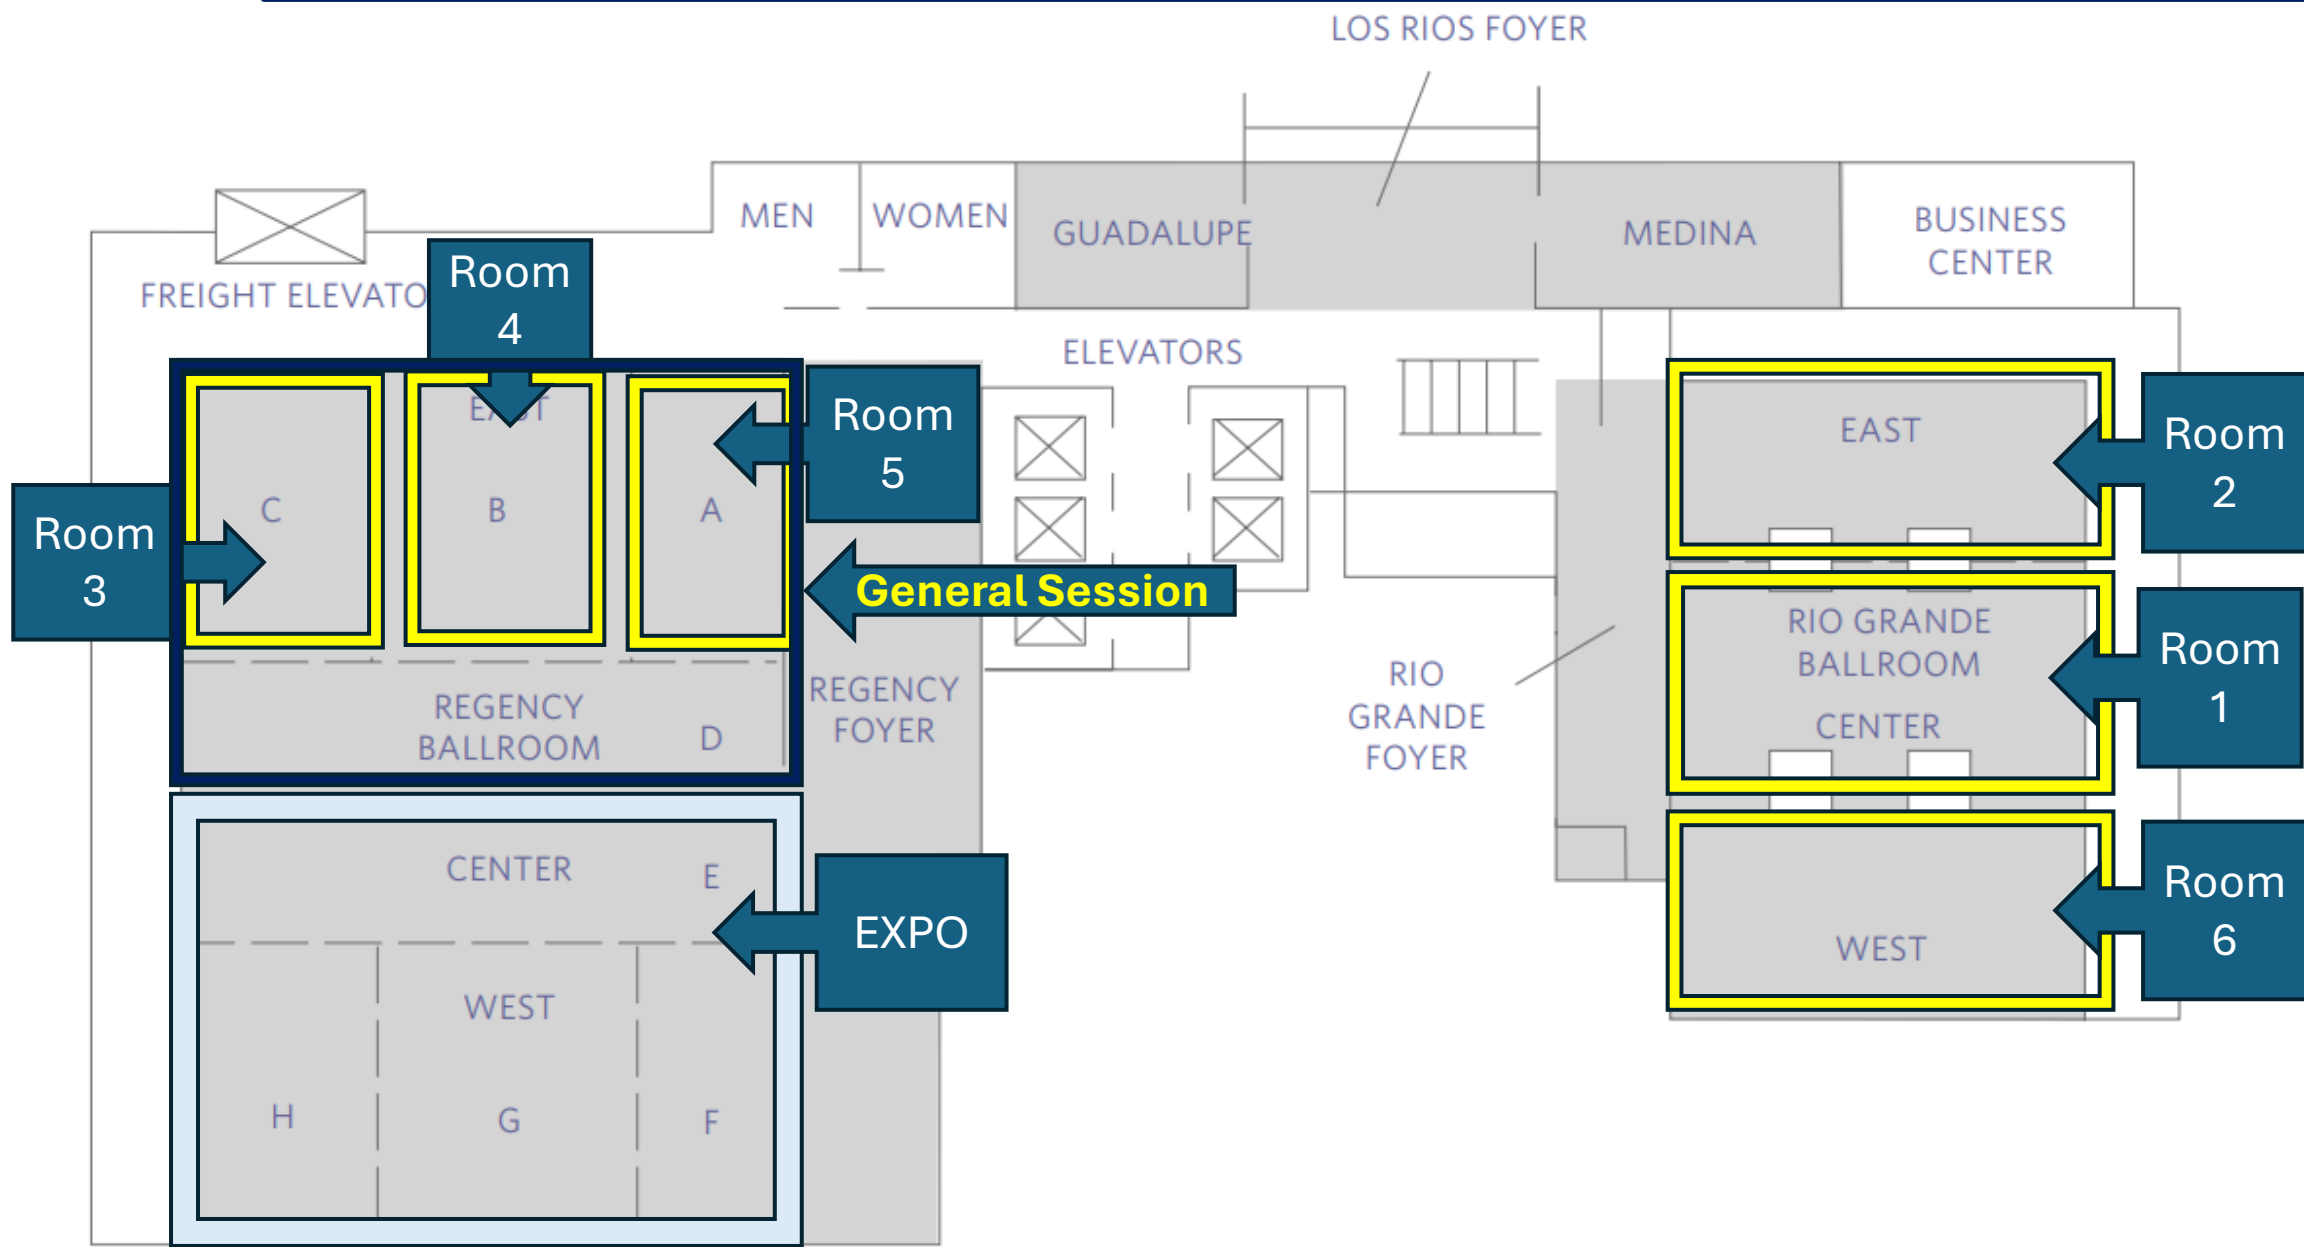 LOS RIOS FOYER
MEN
WOMEN
GUADALUPE
MEDINA
BUSINESS
CENTER
FREIGHT ELEVATO
Room
4
ELEVATORS
EAST
Room
5
C
B
A
Room
3
General Session
EAST
Room
2
RIO GRANDE
BALLROOM
CENTER
Room
1
REGENCY
BALLROOM
D
REGENCY
FOYER
RIO
GRANDE
FOYER
CENTER
E
EXPO
WEST
H
G
F
WEST
Room
6